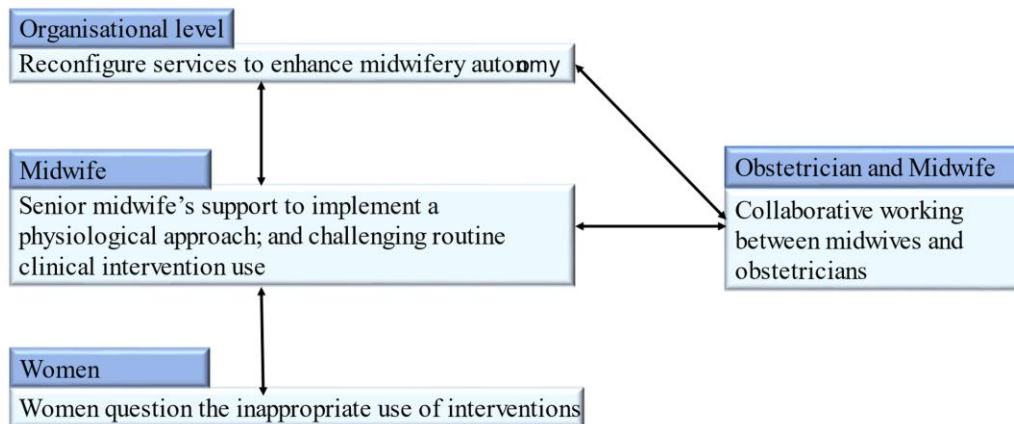 Organisational level
Reconfigure services to enhance midwifery autonomy
Midwife
Senior midwife's support to implement a
physiological approach; and challenging routine
clinical intervention use
Obstetrician and Midwife
Collaborative working
between midwives and
obstetricians
Women
Women question the inappropriate use of interventions